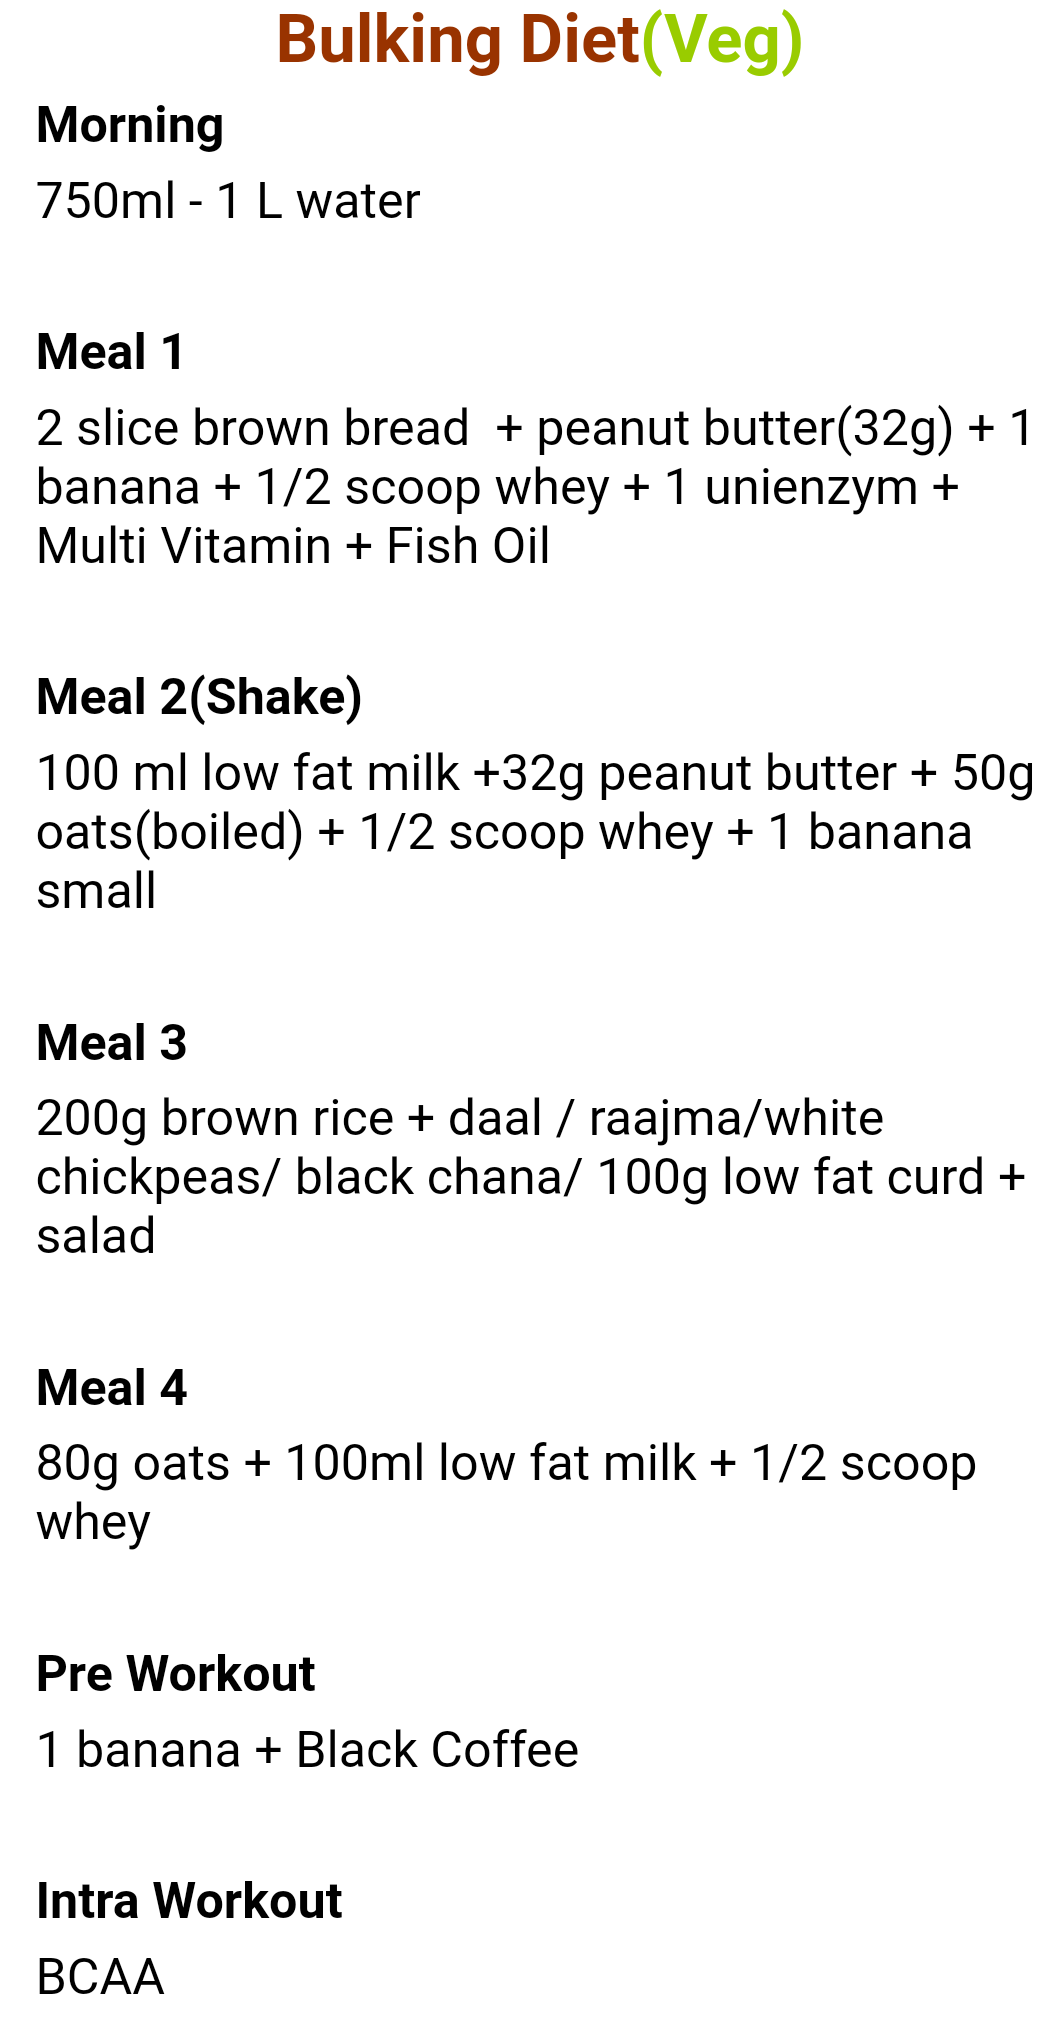 Bulking Diet(Veg)
Morning
750ml - 1 L water
Meal 1
2 slice brown bread  + peanut butter(32g) + 1
banana + 1/2 scoop whey + 1 unienzym +
Multi Vitamin + Fish Oil
Meal 2(Shake)
100 ml low fat milk +32g peanut butter + 50g
oats(boiled) + 1/2 scoop whey + 1 banana
small
Meal 3
200g brown rice + daal / raajma/white
chickpeas/ black chana/ 100g low fat curd +
salad
Meal 4
80g oats + 100ml low fat milk + 1/2 scoop
whey
Pre Workout
1 banana + Black Coffee
Intra Workout
BCAA